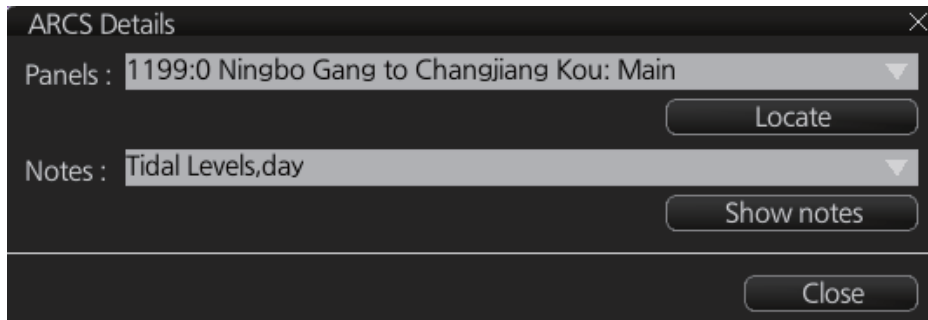 ARCS Details
Panels : 1199:0 Ningbo Gang to Changjiang Kou: Main
Locate
Notes : Tidal Levels,day
Show notes
Close